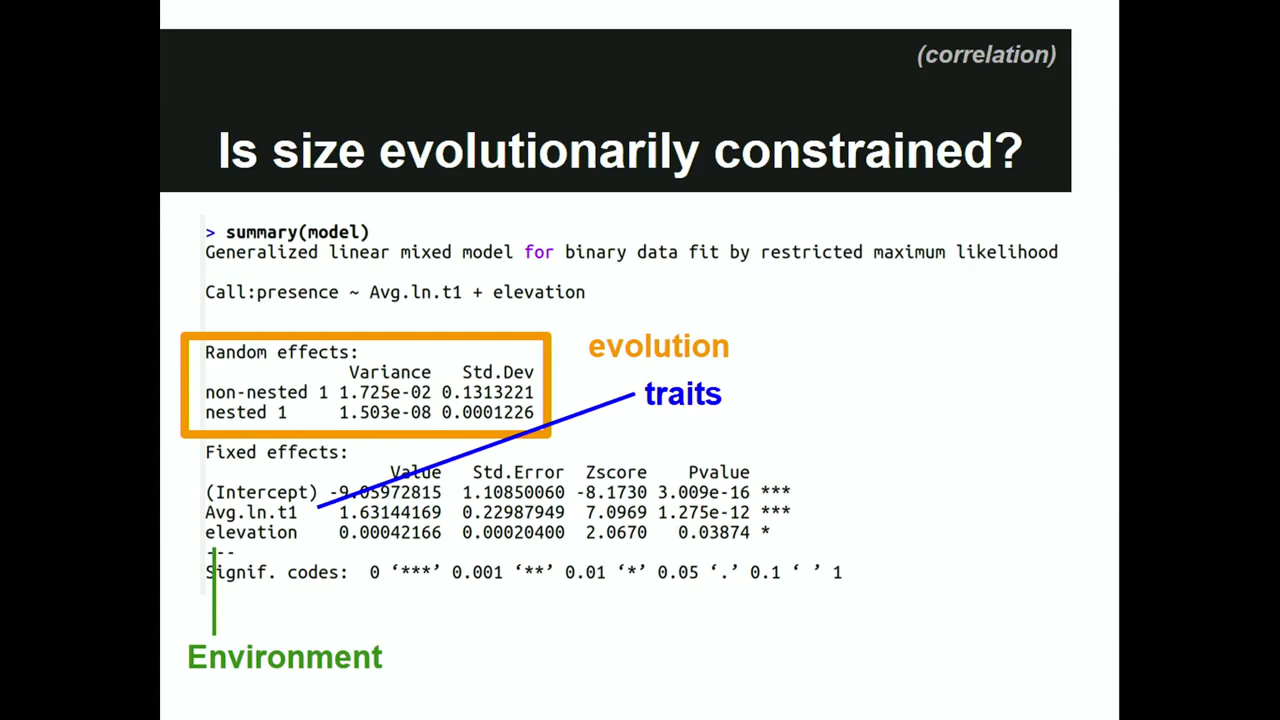 (correlation)
Is size evolutionarily constrained?
> summary(model)
Generalized linear mixed model for binary data fit by restricted maximum likelihood
Call:presence ~ Avg.ln.t1 + elevation
Random effects:
Variance Std.Dev
non-nested 1 1.725e-02 0.1313221
nested 1 1.503e-08 0.0001226
evolution
traits
Fixed effects:
Value Std.Error Zscore Pvalue
(Intercept) -9.05972815 1.10850060 -8.1730 3.009e-16 ***
Avg.ln.t1 1.63144169 0.22987949 7.0969 1.275e-12 ***
elevation 0.00042166 0.00020400 2.0670 0.03874 *
---
Signif. codes: 0 ‘***’ 0.001 ‘**’ 0.01 ‘*’ 0.05 ‘.’ 0.1 ‘ ’ 1
Environment